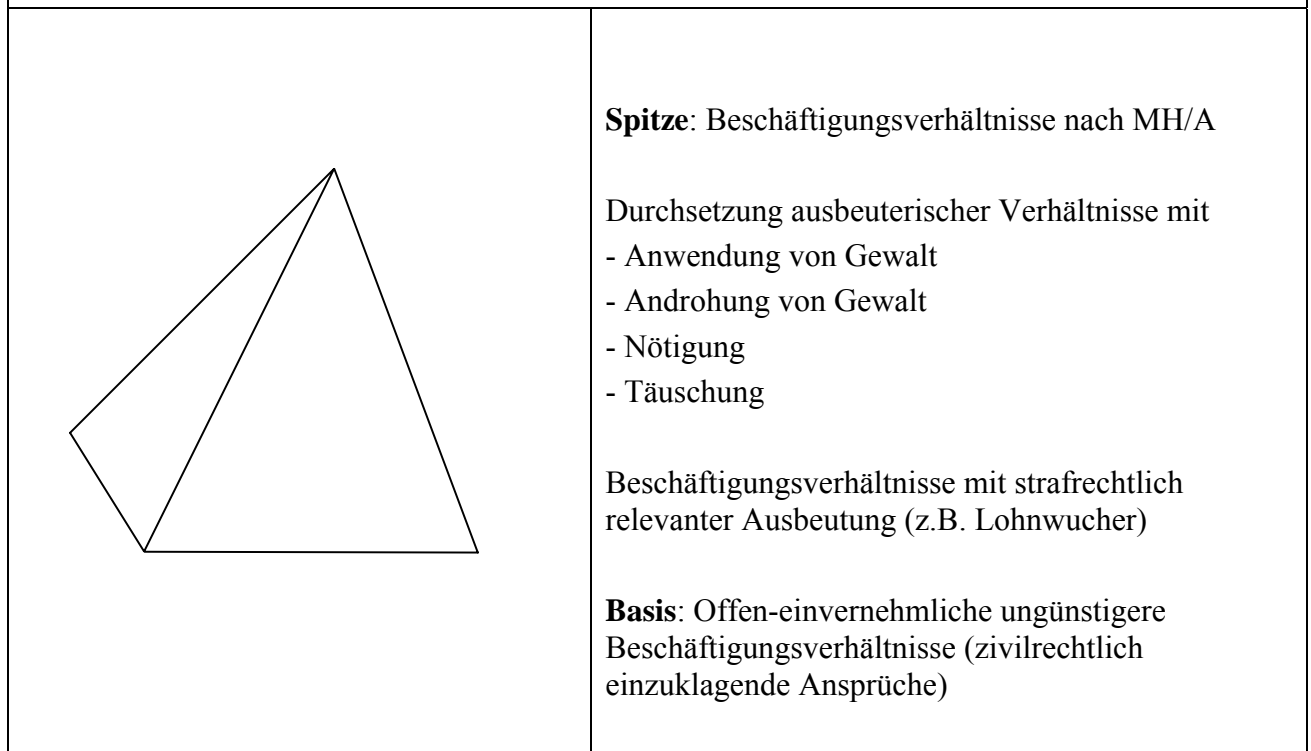 Spitze: Beschäftigungsverhältnisse nach MH/A
Durchsetzung ausbeuterischer Verhältnisse mit
- Anwendung von Gewalt
- Androhung von Gewalt
- Nötigung
- Täuschung
Beschäftigungsverhältnisse mit strafrechtlich
relevanter Ausbeutung (z.B. Lohnwucher)
Basis: Offen-einvernehmliche ungünstigere
Beschäftigungsverhältnisse (zivilrechtlich
einzuklagende Ansprüche)